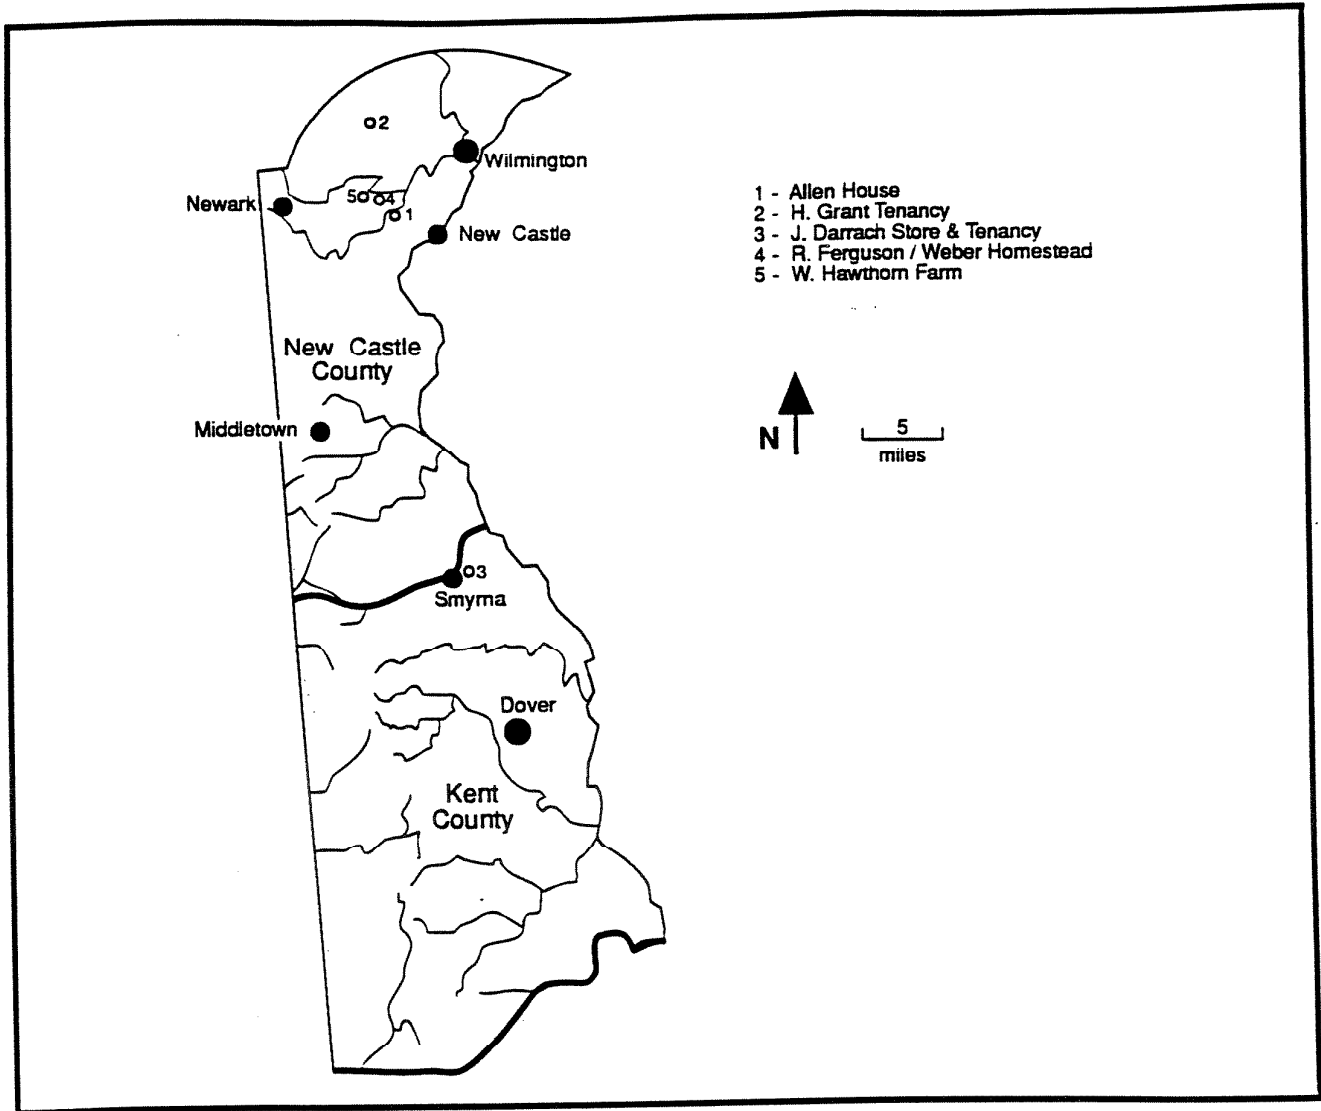 2
Wilmington
Newark
5
4
1
New Castle
1 - Allen House
2 - H. Grant Tenancy
3 - J. Darrach Store & Tenancy
4 - R. Ferguson / Weber Homestead
5 - W. Hawthorn Farm
New Castle
County
Middletown
N
5
miles
3
Smyrna
Dover
Kent
County